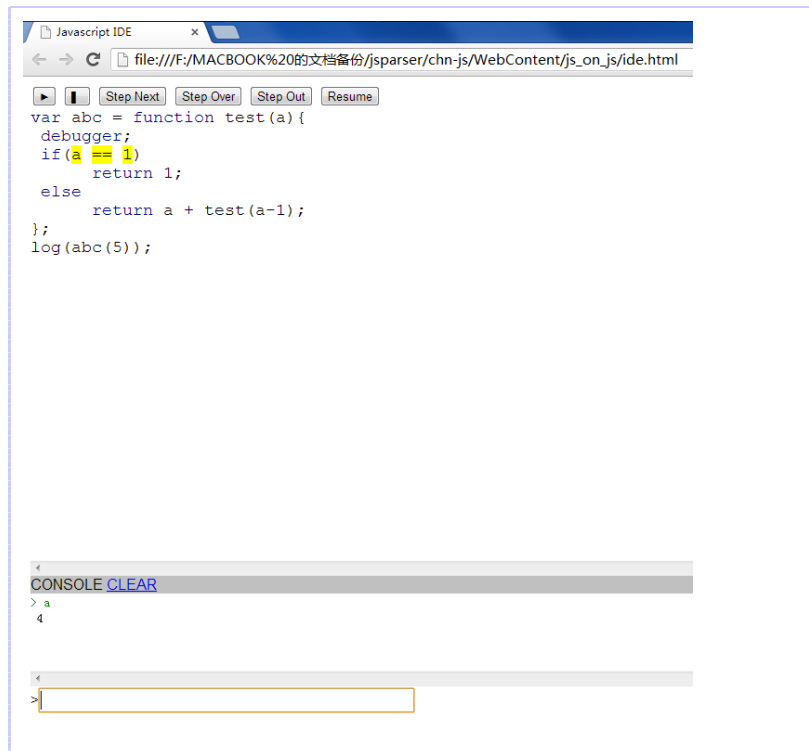 Javascript IDE ×
file:///F:/MACBOOK%20的文档备份/jsparser/chn-js/WebContent/js_on_js/ide.html
Step Next Step Over Step Out Resume
var abc = function test(a){
debugger;
if(a == 1)
return 1;
else
return a + test(a-1);
};
log(abc(5));
CONSOLE CLEAR
> a
4
>